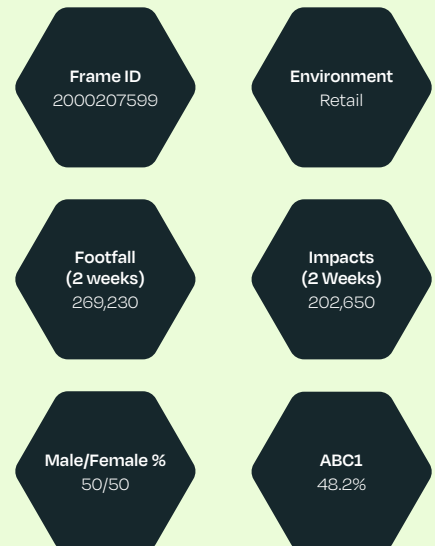 Frame ID
2000207599
Environment
Retail
Footfall
(2 weeks)
269,230
Impacts
(2 Weeks)
202,650
Male/Female %
50/50
ABC1
48.2%